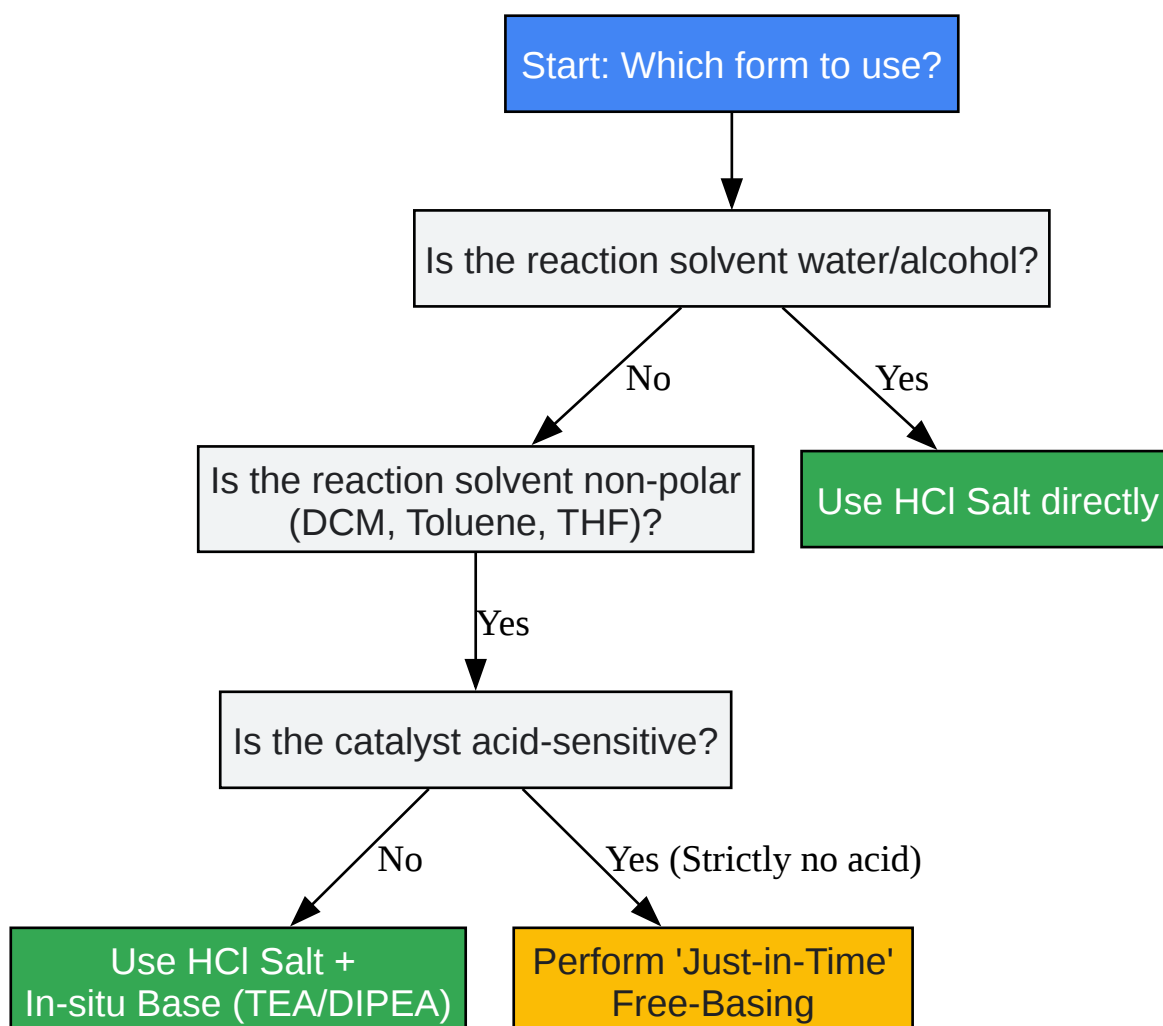 Start: Which form to use?
Is the reaction solvent water/alcohol?
No
Yes
Is the reaction solvent non-polar
(DCM, Toluene, THF)?
Use HCl Salt directly
Yes
Is the catalyst acid-sensitive?
No
Yes (Strictly no acid)
Use HCl Salt +
In-situ Base (TEA/DIPEA)
Perform 'Just-in-Time'
Free-Basing